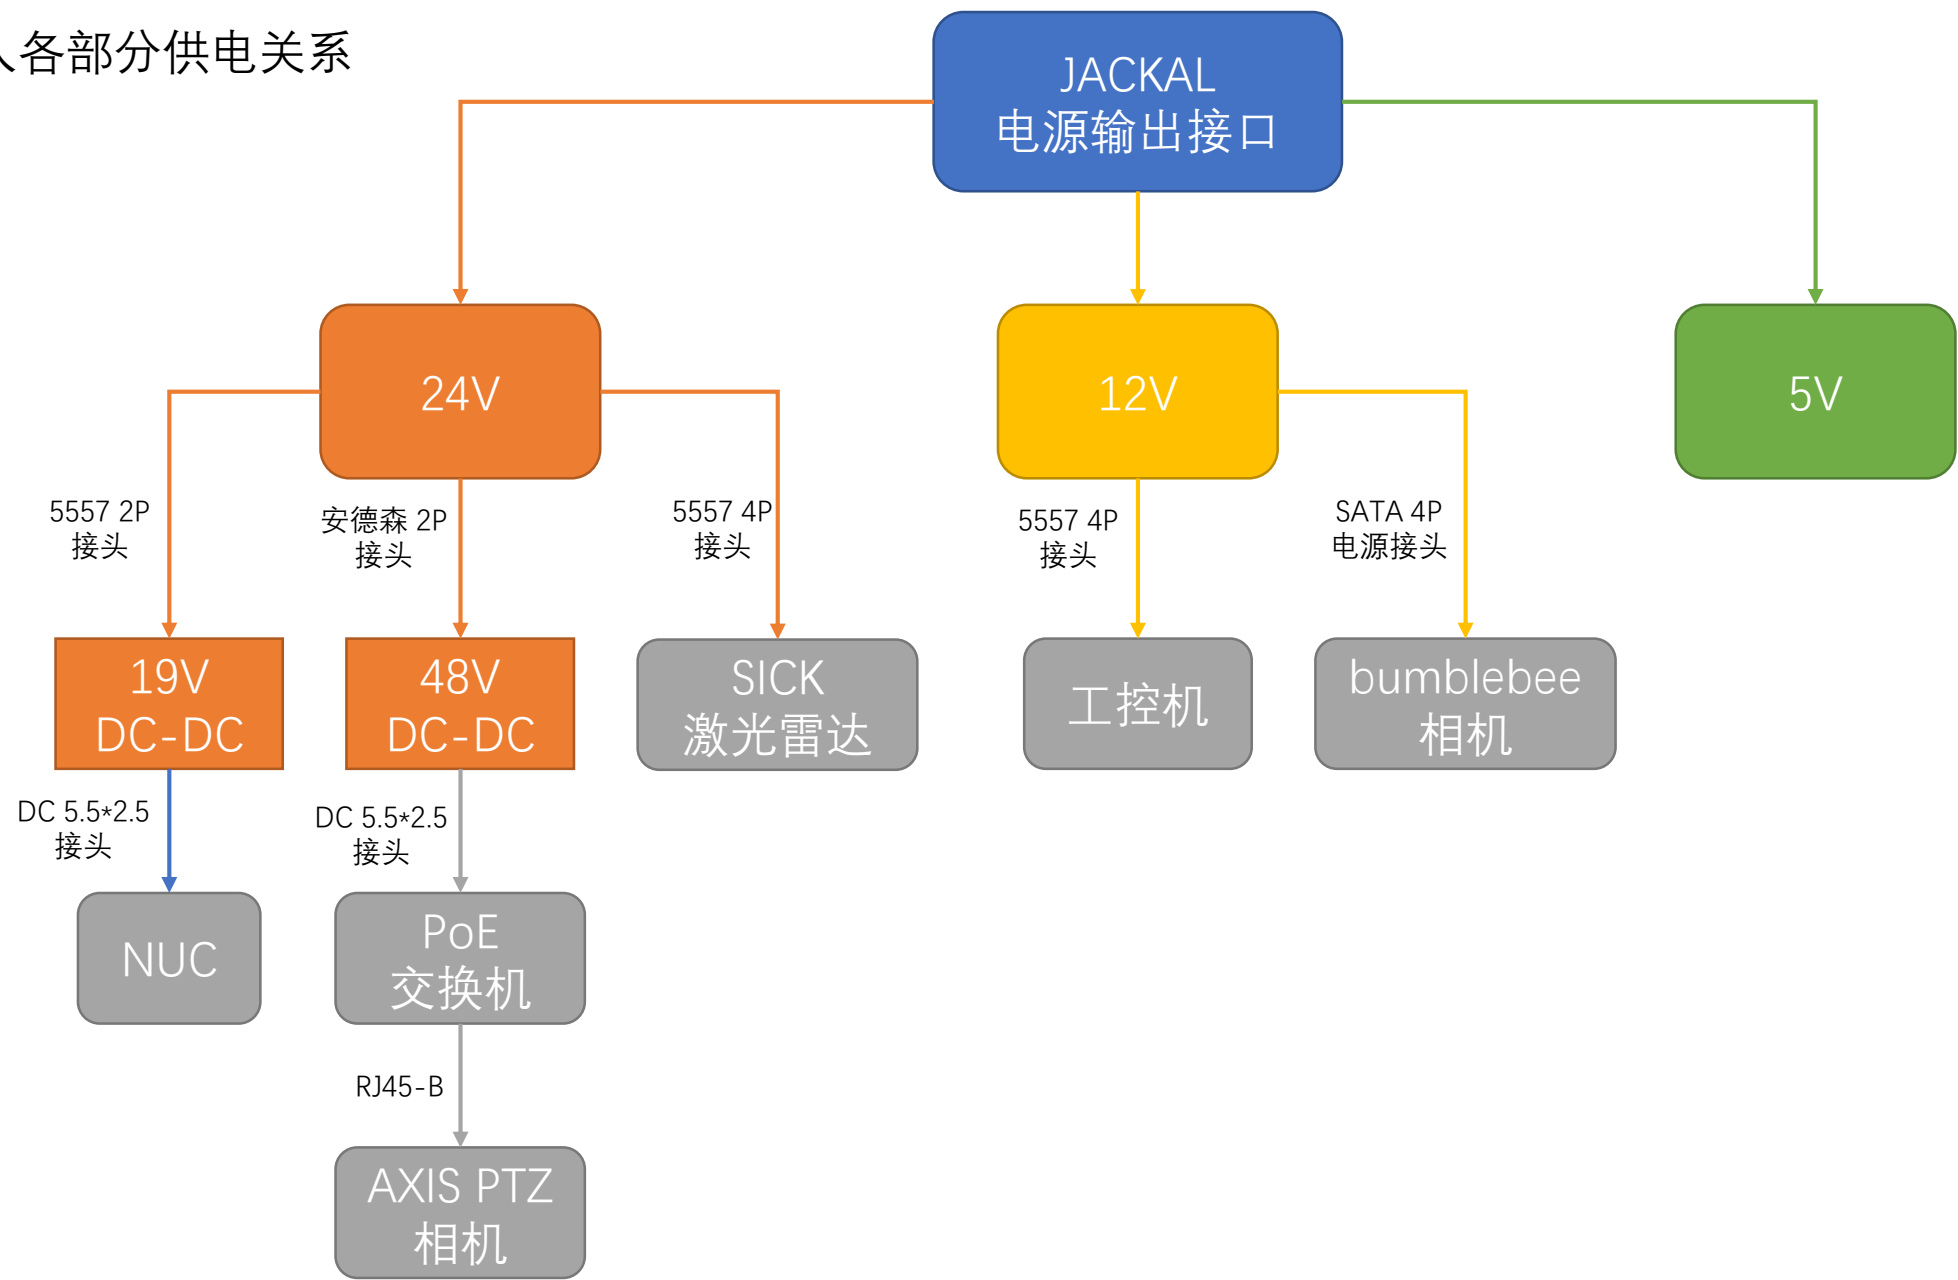 人各部分供电关系
JACKAL
电源输出接口
24V
12V
5V
5557 2P
接头
安德森 2P
接头
5557 4P
接头
5557 4P
接头
SATA 4P
电源接头
19V
DC-DC
48V
DC-DC
SICK
激光雷达
工控机
bumblebee
相机
DC 5.5*2.5
接头
DC 5.5*2.5
接头
NUC
PoE
交换机
RJ45-B
AXIS PTZ
相机